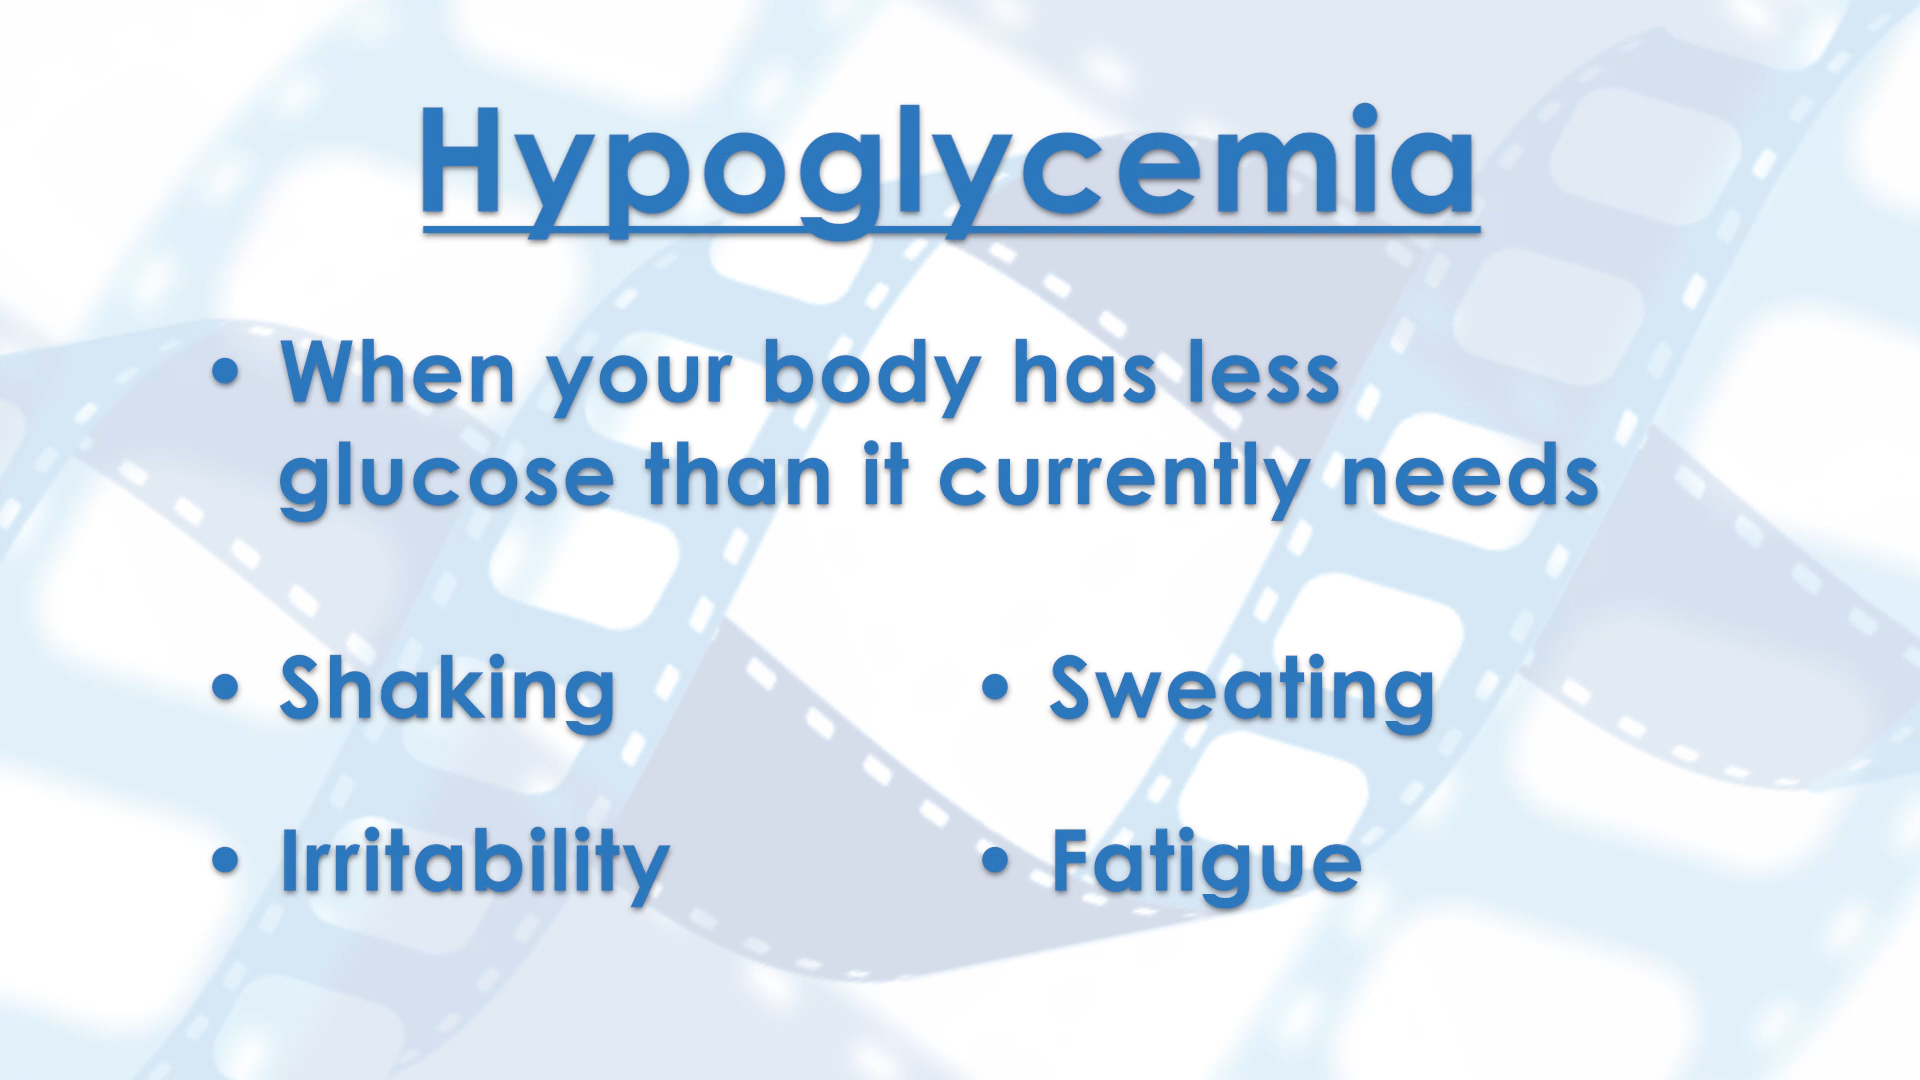 Hypoglycemia
• When your body has less
glucose than it currently needs
• Shaking
• Sweating
• Irritability
• Fatigue